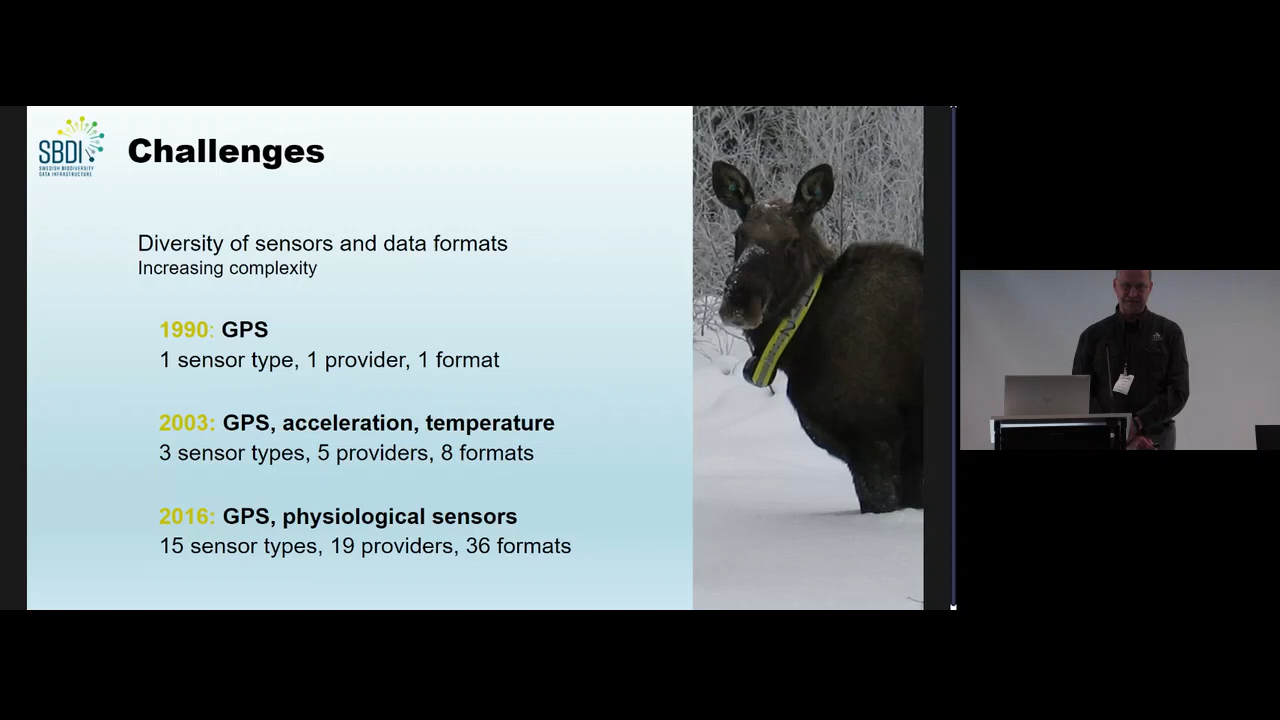 SBDI
SWEDISH BIODIVERSITY
DATA INFRASTRUCTURE
Challenges
Diversity of sensors and data formats
Increasing complexity
1990: GPS
1 sensor type, 1 provider, 1 format
2003: GPS, acceleration, temperature
3 sensor types, 5 providers, 8 formats
2016: GPS, physiological sensors
15 sensor types, 19 providers, 36 formats